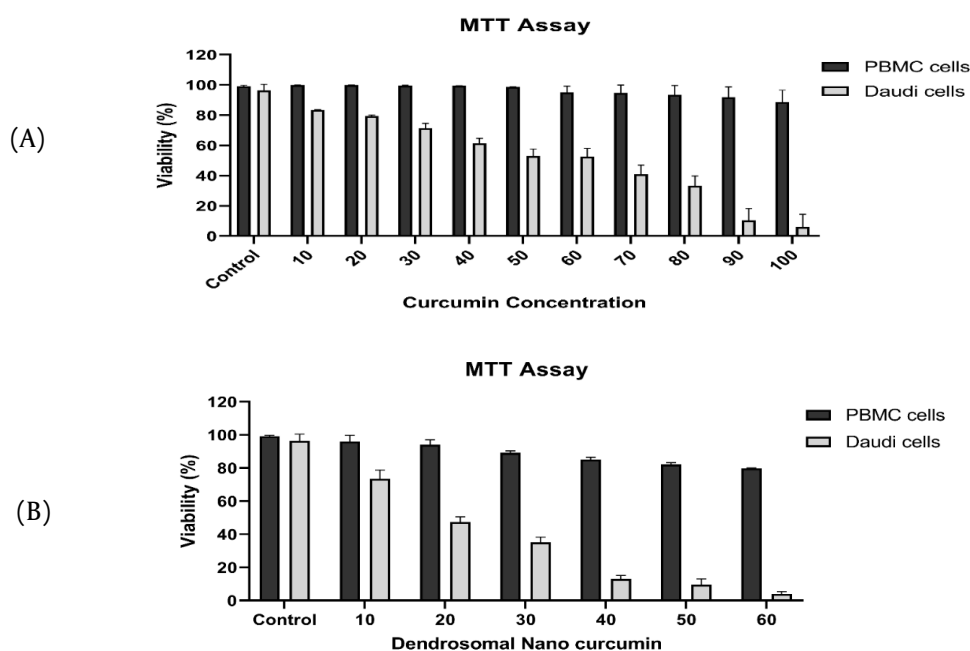 MTT Assay
PBMC cells
Daudi cells
(A)
Viability (%)
120
100
80
60
40
20
0
Control 10 20 30 40 50 60 70 80 90 100
Curcumin Concentration
MTT Assay
PBMC cells
Daudi cells
(B)
Viability (%)
120
100
80
60
40
20
0
Control 10 20 30 40 50 60
Dendrosomal Nano curcumin